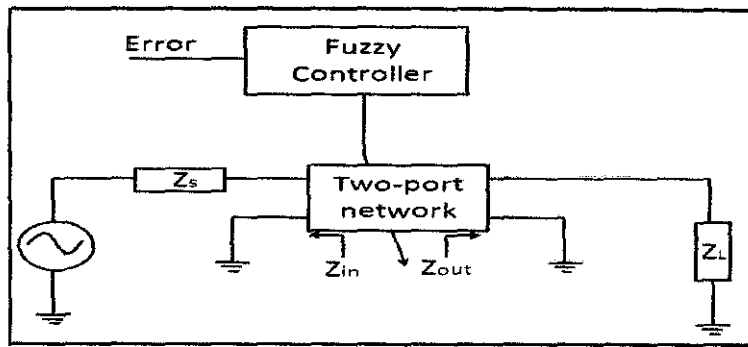 Error
Fuzzy
Controller
Zs
Two-port
network
Zin
Zout
ZL